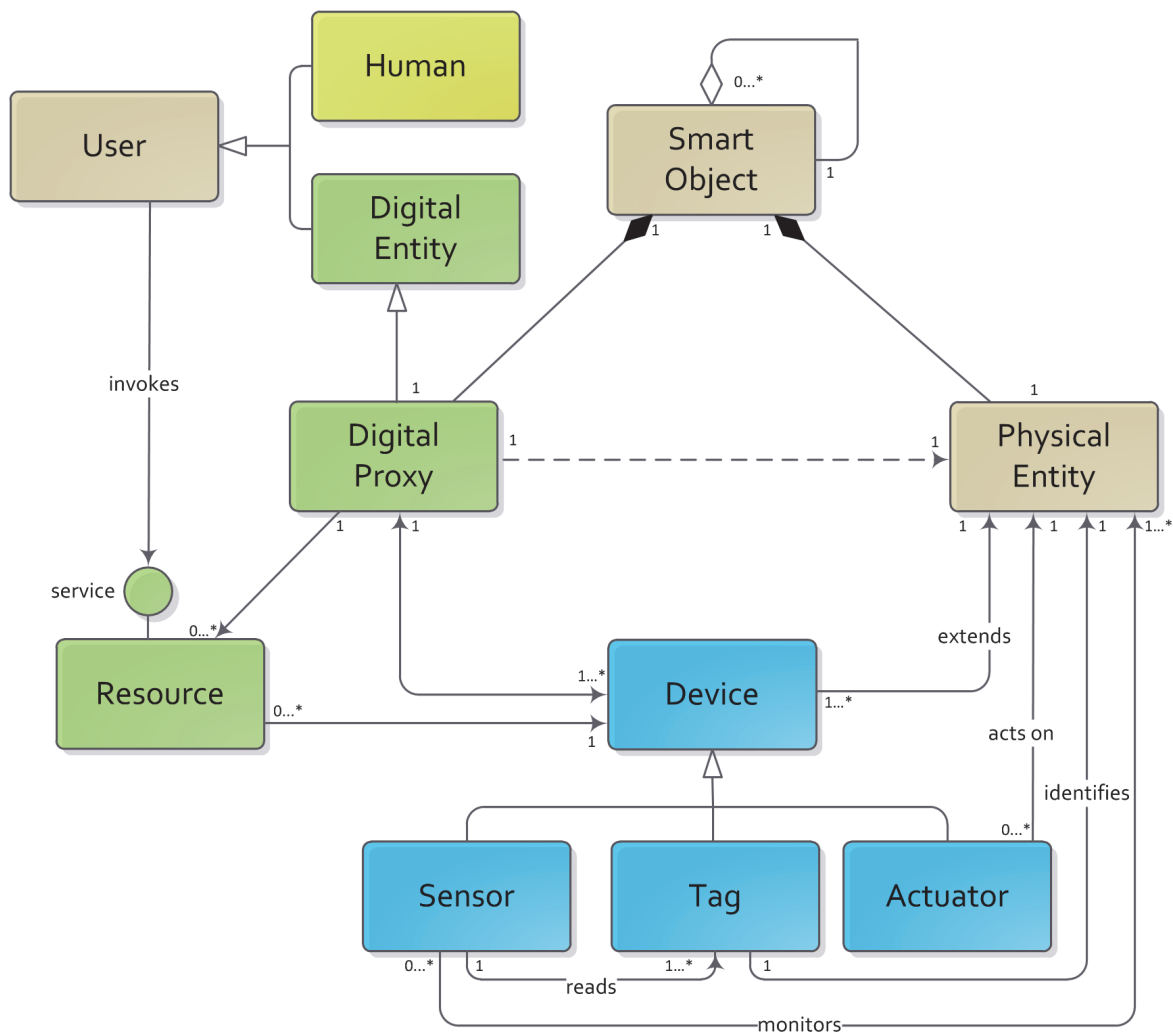 Human
0...*
User
Smart
Object
1
Digital
Entity
1
1
invokes
1
1
Digital
Proxy
1
1
Physical
Entity
1
1
1
1
1
1...*
service
0...*
extends
1...*
Device
1...*
Resource
0...*
1
acts on
identifies
0...*
Sensor
Tag
Actuator
0...*
1
1...*
1
reads
monitors